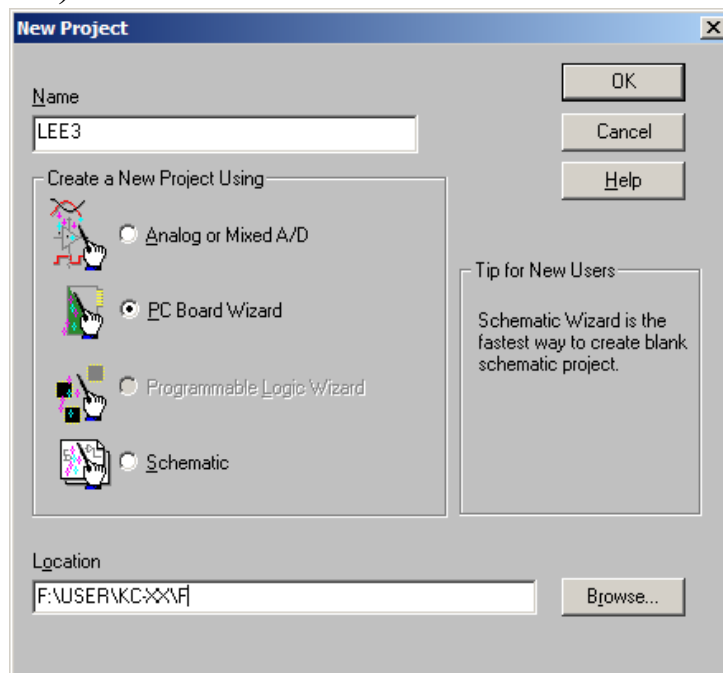 New Project
Name
LEE3
OK
Cancel
Help
Create a New Project Using
Analog or Mixed A/D
PC Board Wizard
Programmable Logic Wizard
Schematic
Tip for New Users
Schematic Wizard is the
fastest way to create blank
schematic project.
Location
F:\USER\KC-XX\F
Browse...